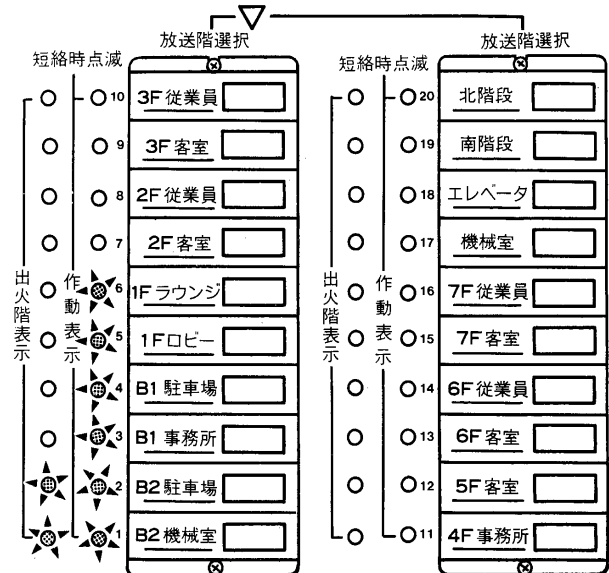 放送階選択
短絡時点滅
10 3F従業員
9 3F客室
8 2F従業員
7 2F客室
6 1Fラウンジ
5 1Fロビー
4 B1駐車場
3 B1事務所
2 B2駐車場
1 B2機械室
出火階表示
作動表示
放送階選択
短絡時点滅
20 北階段
19 南階段
18 エレベータ
17 機械室
16 7F従業員
15 7F客室
14 6F従業員
13 6F客室
12 5F客室
11 4F事務所
出火階表示
作動表示